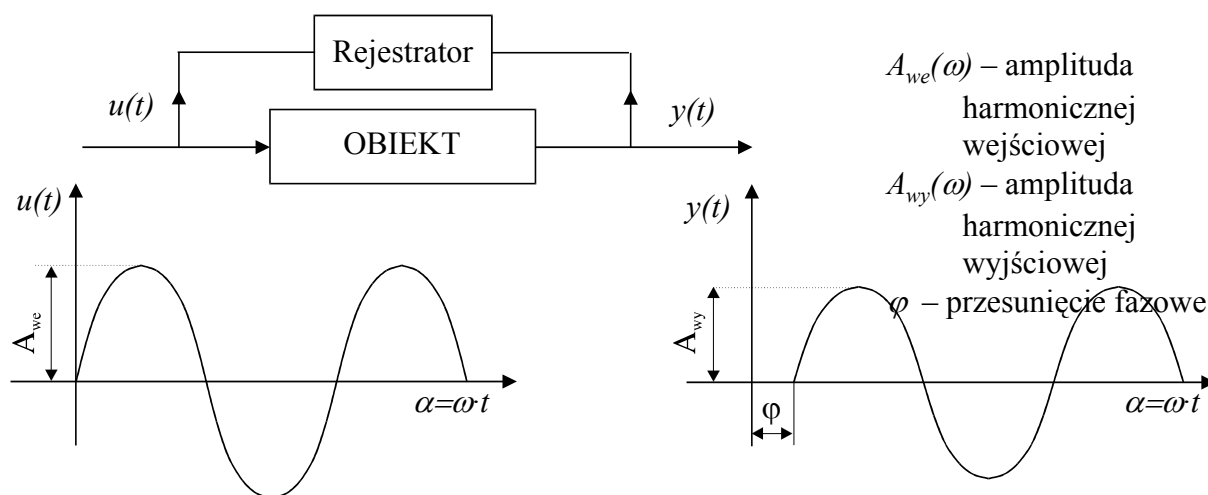 Rejestrator
u(t)
OBIEKT
y(t)
A_we(ω) – amplituda
harmonicznej
wejściowej
A_wy(ω) – amplituda
harmonicznej
wyjściowej
φ – przesunięcie fazowe
u(t)
A_we
α=ω·t
y(t)
A_wy
φ
α=ω·t